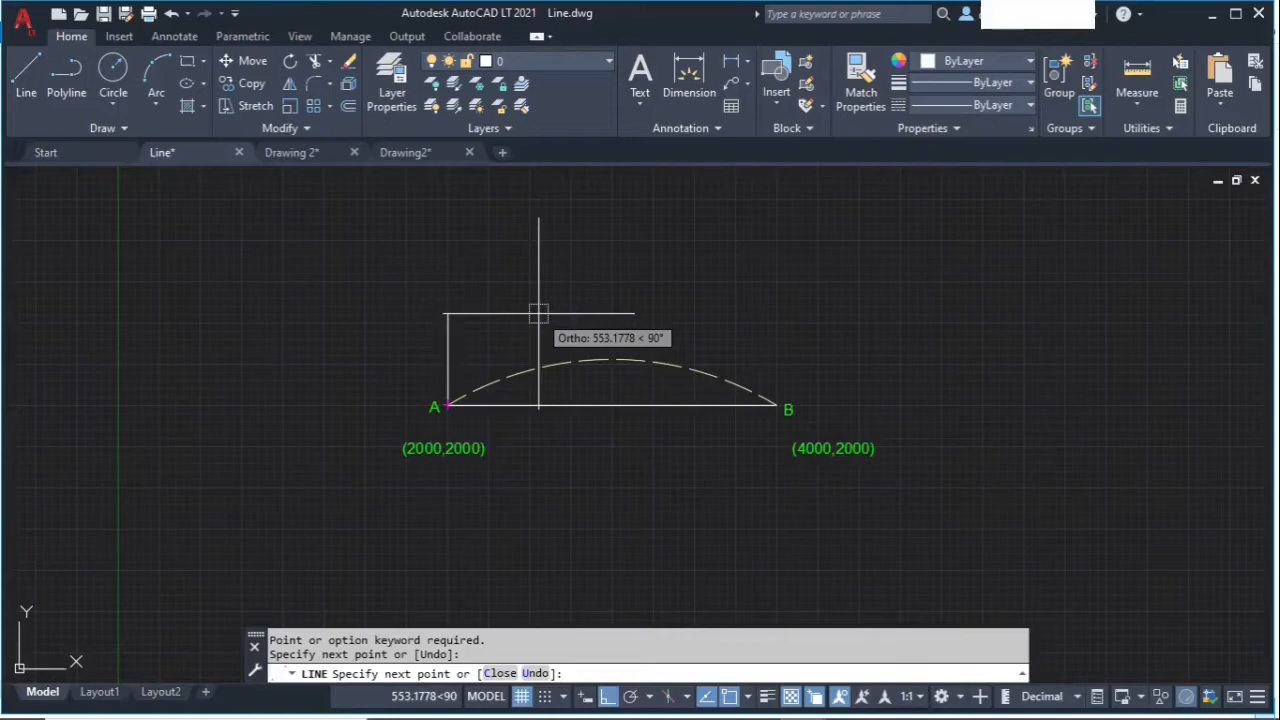 Autodesk AutoCAD LT 2021 Line.dwg
Type a keyword or phrase
LT
Home Insert Annotate Parametric View Manage Output Collaborate
Line Polyline Circle Arc
Move
Copy
Stretch
Layer Properties
0
Text Dimension
Insert
Match Properties
ByLayer
ByLayer
ByLayer
Group
Measure
Paste
Draw Modify Layers Annotation Block Properties Groups Utilities Clipboard
Start Line* Drawing 2* Drawing2*
Ortho: 553.1778 < 90°
A B
(2000,2000) (4000,2000)
Y
X
Point or option keyword required.
Specify next point or [Undo]:
LINE Specify next point or [Close Undo]:
Model Layout1 Layout2 553.1778<90 MODEL 1:1 Decimal